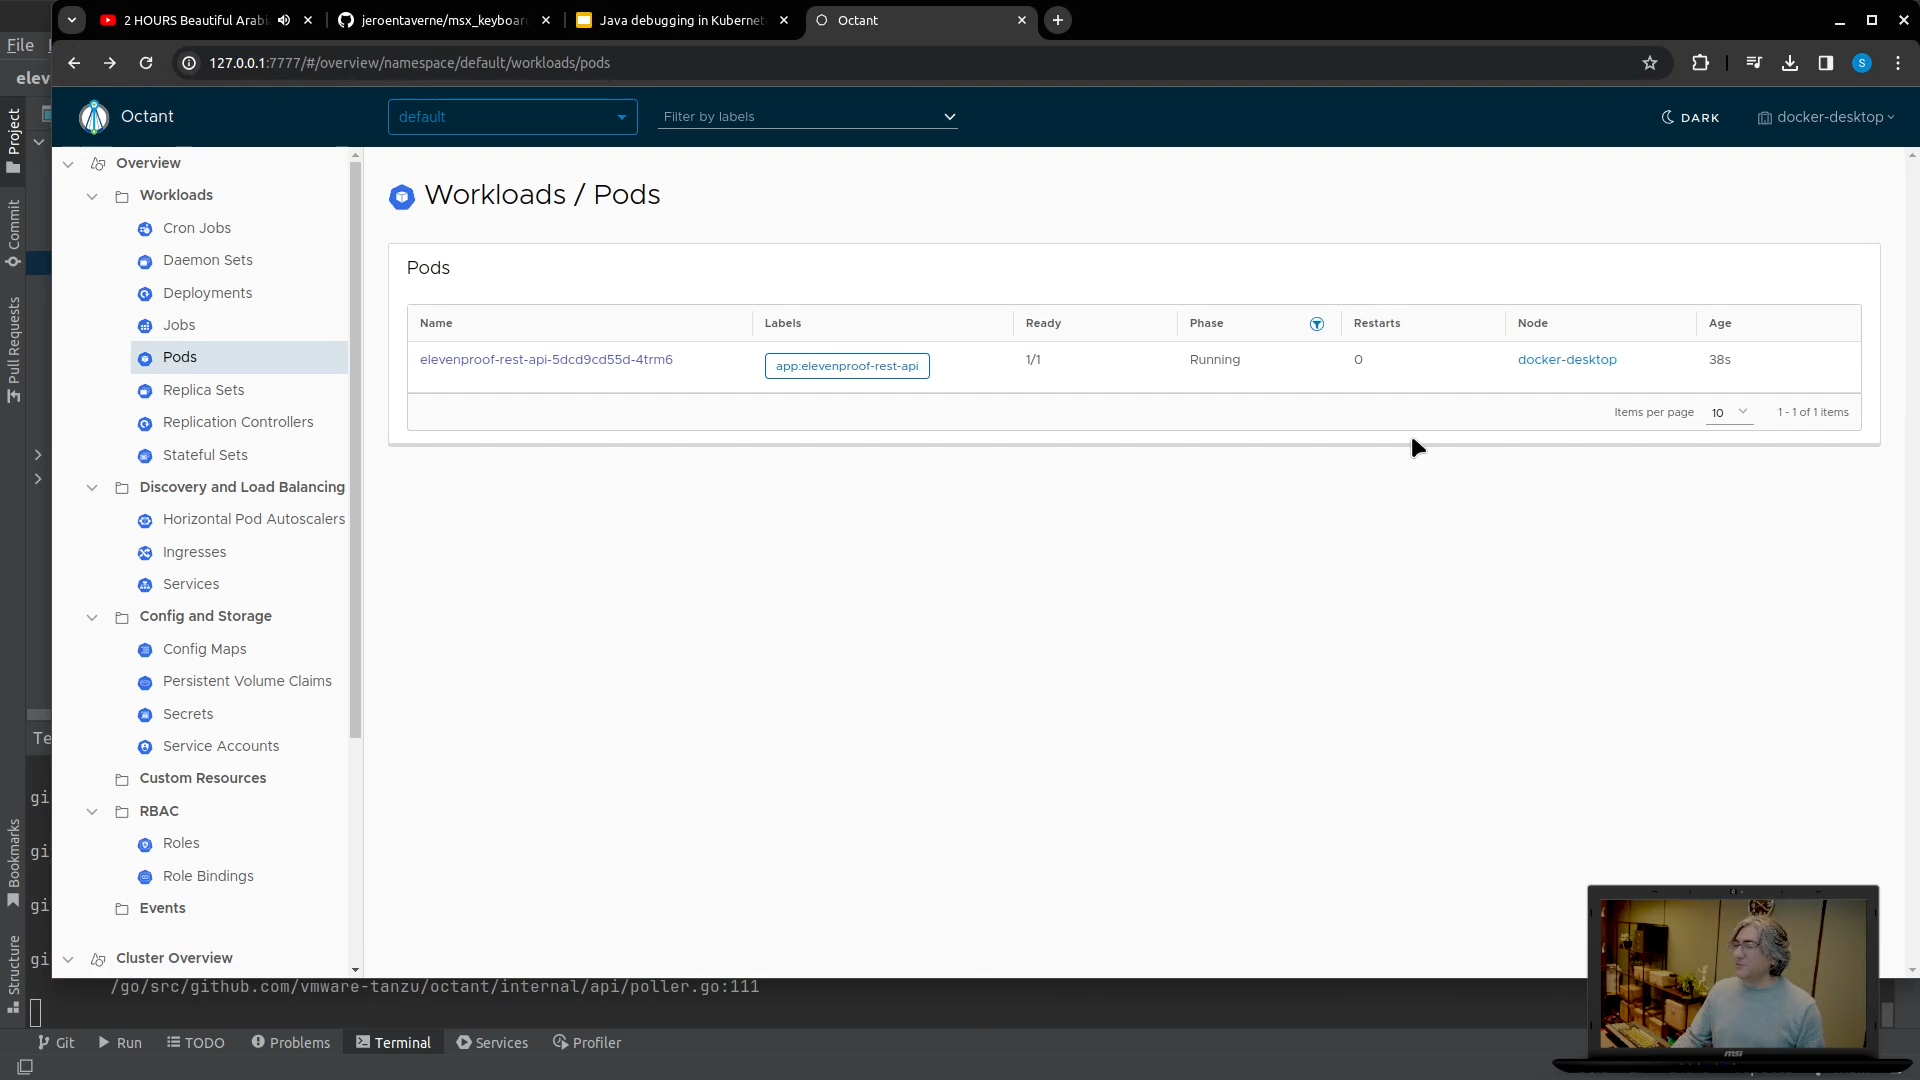 2 HOURS Beautiful Arabi
jeroentaverne/msx_keyboar
Java debugging in Kubernet
Octant
File
127.0.0.1:7777/#/overview/namespace/default/workloads/pods
S
elev
Octant
default
Filter by labels
DARK
docker-desktop
Project
Commit
Pull Requests
Bookmarks
Structure
Overview
Workloads
Cron Jobs
Daemon Sets
Deployments
Jobs
Pods
Replica Sets
Replication Controllers
Stateful Sets
Discovery and Load Balancing
Horizontal Pod Autoscalers
Ingresses
Services
Config and Storage
Config Maps
Persistent Volume Claims
Secrets
Service Accounts
Custom Resources
RBAC
Roles
Role Bindings
Events
Cluster Overview
Workloads / Pods
Pods
Name Labels Ready Phase Restarts Node Age
elevenproof-rest-api-5dcd9cd55d-4trm6 app:elevenproof-rest-api 1/1 Running 0 docker-desktop 38s
Items per page 10 1 - 1 of 1 items
Te
gi
gi
gi
gi
/go/src/github.com/vmware-tanzu/octant/internal/api/poller.go:111
Git Run TODO Problems Terminal Services Profiler
msi